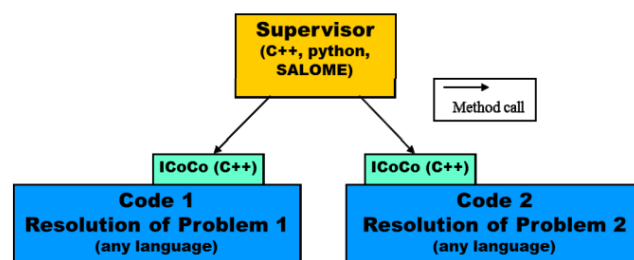 Supervisor
(C++, python,
SALOME)
Method call
ICoCo (C++)
ICoCo (C++)
Code 1
Resolution of Problem 1
(any language)
Code 2
Resolution of Problem 2
(any language)